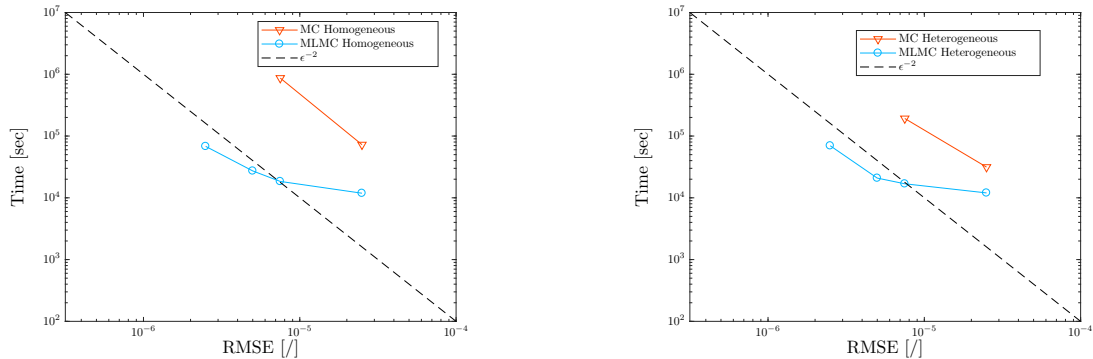 10^7
10^6
10^5
10^4
10^3
10^2
Time [sec]
10^-6
10^-5
10^-4
RMSE [/]
MC Homogeneous
MLMC Homogeneous
ϵ^-2
10^7
10^6
10^5
10^4
10^3
10^2
Time [sec]
10^-6
10^-5
10^-4
RMSE [/]
MC Heterogeneous
MLMC Heterogeneous
ϵ^-2